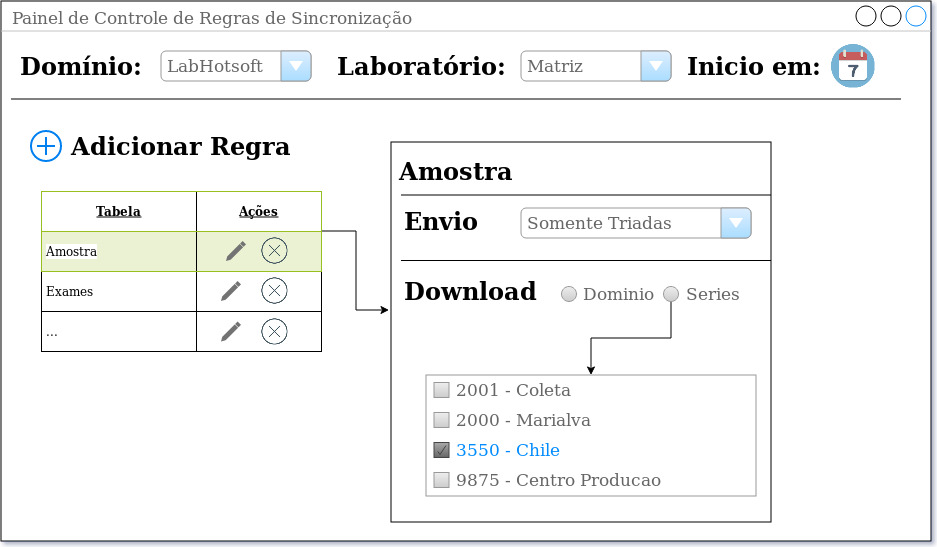 Painel de Controle de Regras de Sincronização
Domínio: LabHotsoft Laboratório: Matriz Inicio em: 7
Adicionar Regra
Tabela Ações
Amostra
Exames
...
Amostra
Envio Somente Triadas
Download Dominio Series
2001 - Coleta
2000 - Marialva
3550 - Chile
9875 - Centro Producao